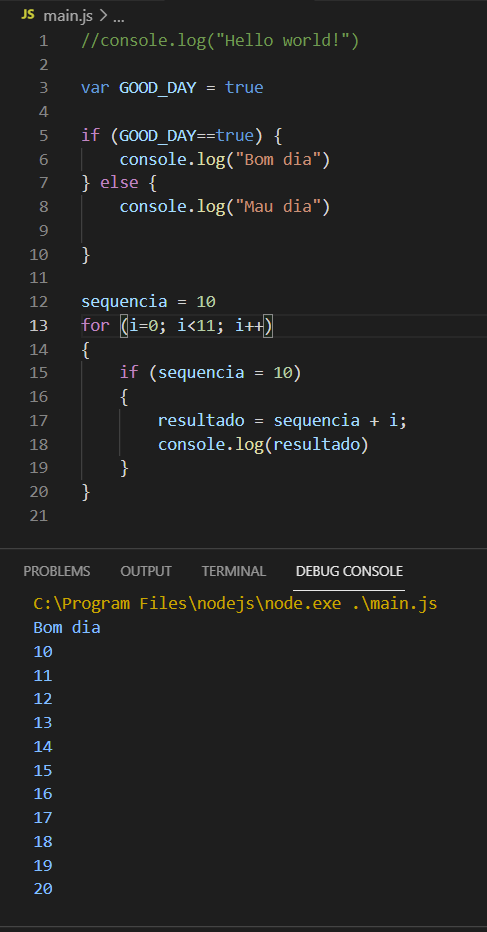 JS main.js > ...
1 //console.log("Hello world!")
2
3 var GOOD_DAY = true
4
5 if (GOOD_DAY==true) {
6     console.log("Bom dia")
7 } else {
8     console.log("Mau dia")
9
10 }
11
12 sequencia = 10
13 for (i=0; i<11; i++)
14 {
15     if (sequencia = 10)
16     {
17         resultado = sequencia + i;
18         console.log(resultado)
19     }
20 }
21
PROBLEMS OUTPUT TERMINAL DEBUG CONSOLE
C:\Program Files\nodejs\node.exe .\main.js
Bom dia
10
11
12
13
14
15
16
17
18
19
20